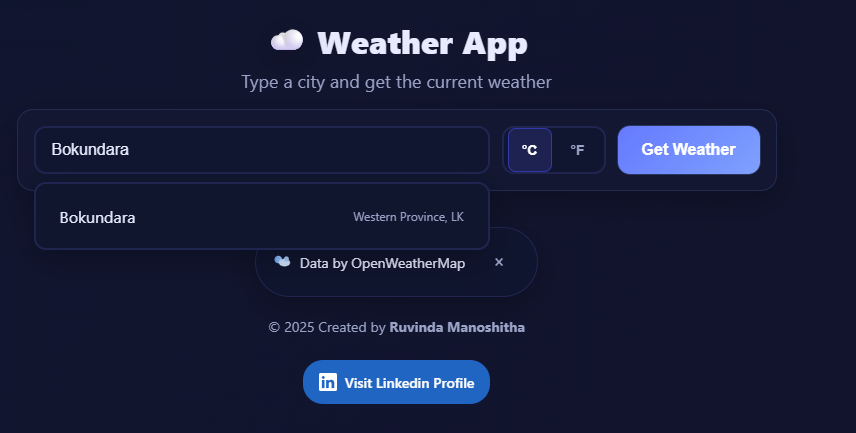 Weather App
Type a city and get the current weather
Bokundara
°C °F Get Weather
Bokundara Western Province, LK
Data by OpenWeatherMap ×
© 2025 Created by Ruvinda Manoshitha
in Visit Linkedin Profile